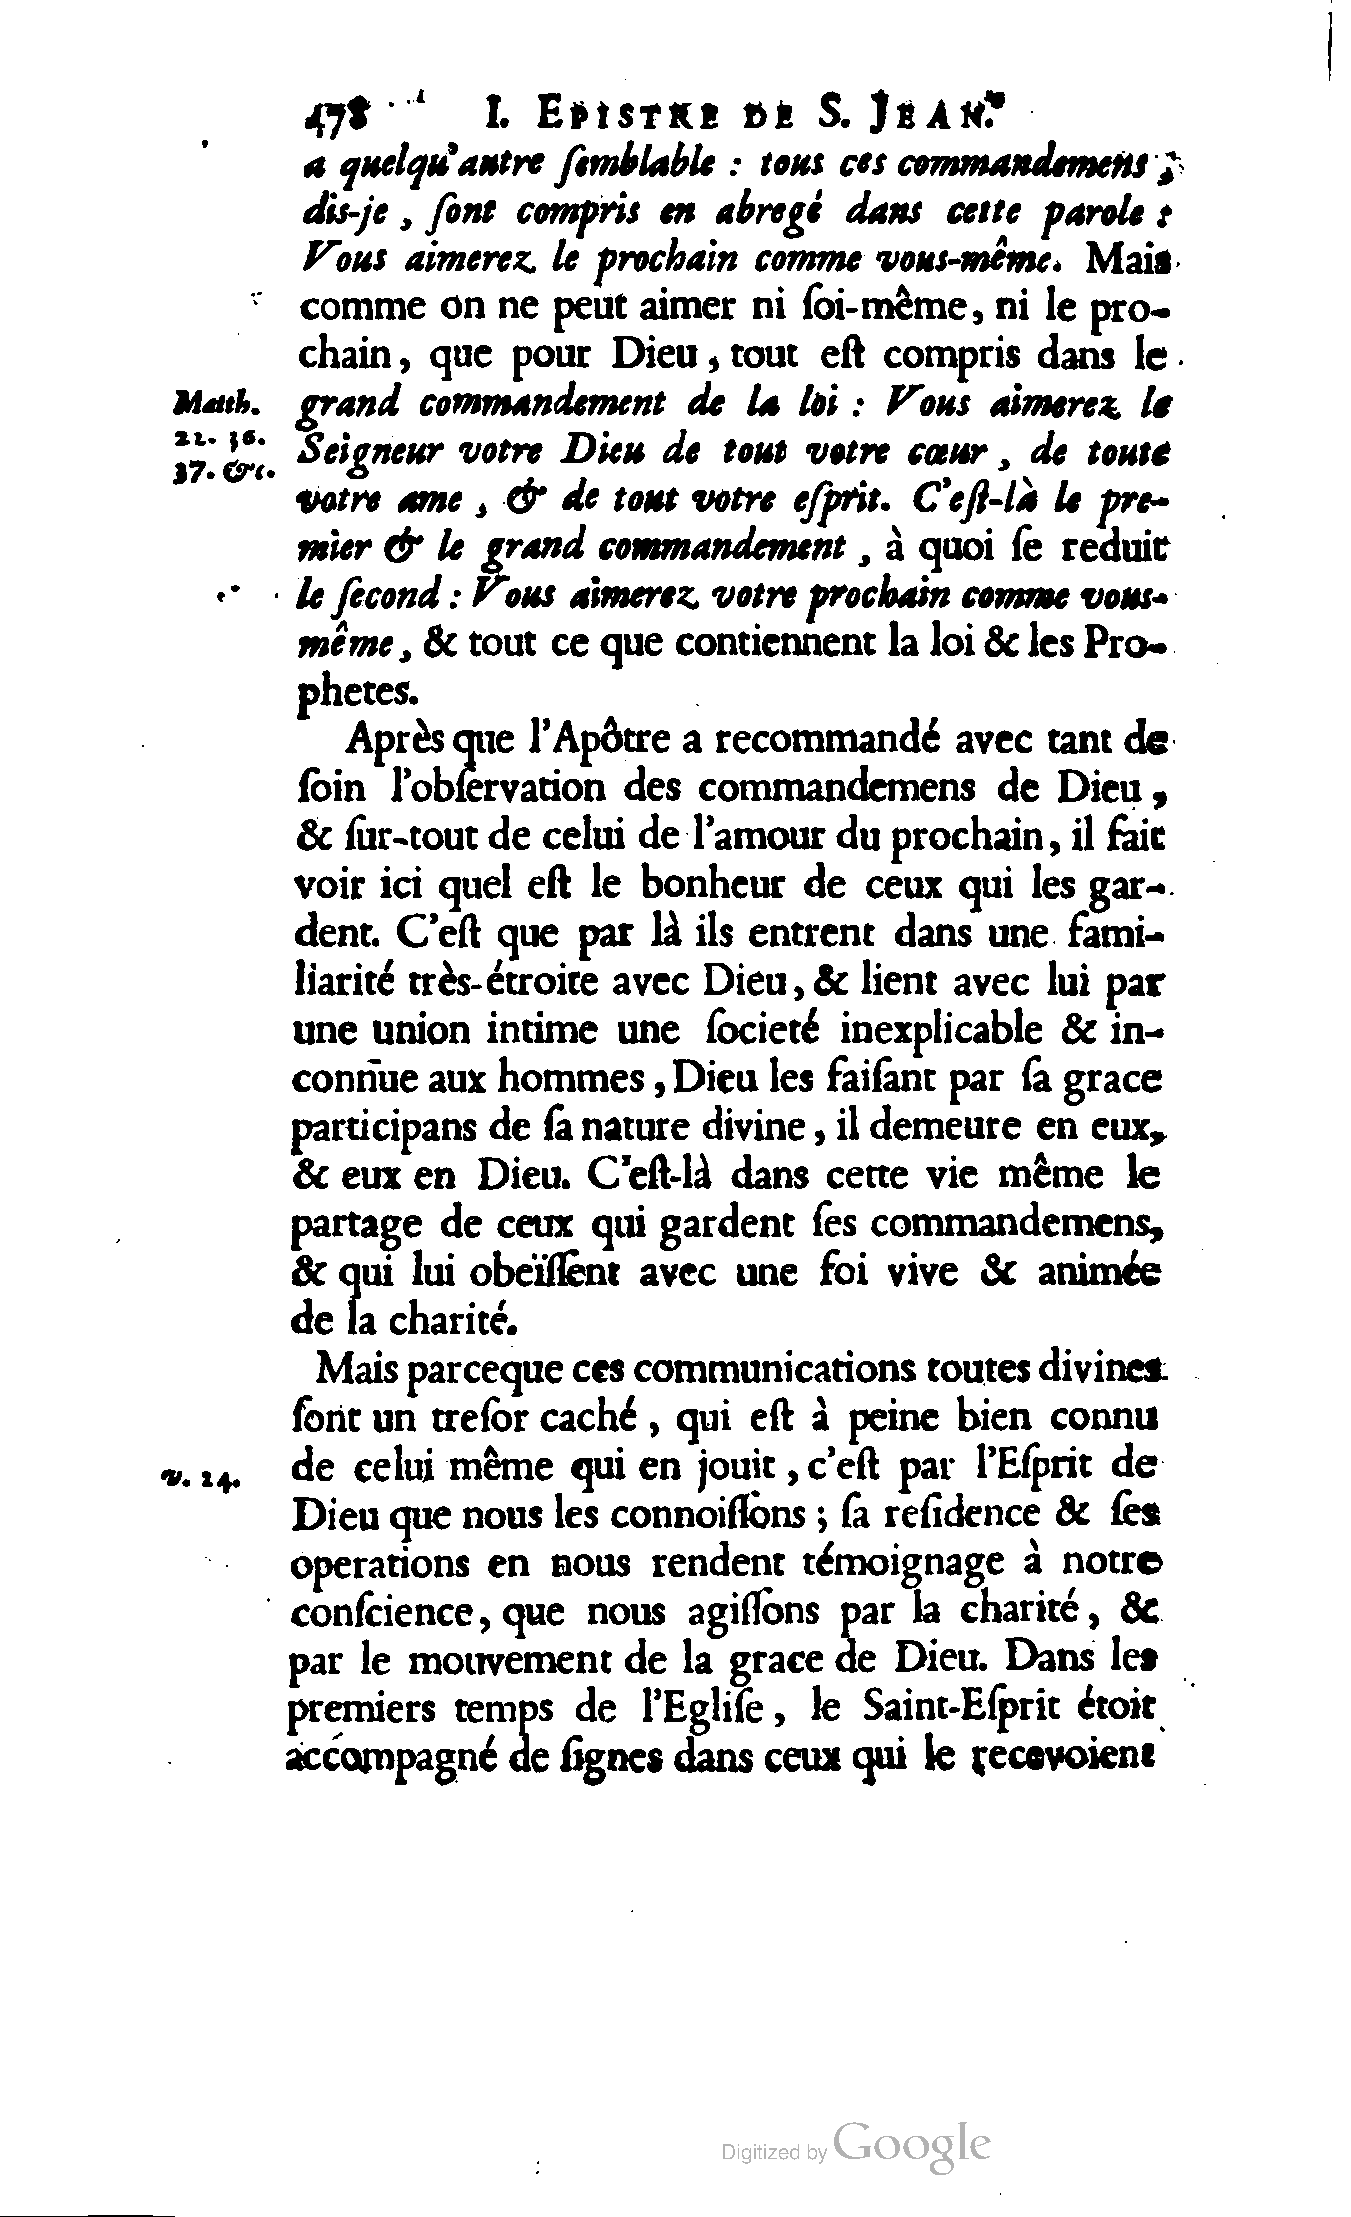 478 I. EPISTRE DE S. JEAN.
a quelqu'autre ſemblable : tous ces commandemens ;
dis-je , ſont compris en abregé dans cette parole :
Vous aimerez le prochain comme vous-même. Mais
comme on ne peut aimer ni ſoi-même, ni le pro-
chain, que pour Dieu, tout eſt compris dans le
Matth. grand commandement de la loi : Vous aimerez le
22. 36. Seigneur votre Dieu de tout votre cœur , de toute
37. &c.
votre ame , & de tout votre eſprit. C'eſt-là le pre-
mier & le grand commandement , à quoi ſe reduit
le ſecond : Vous aimerez votre prochain comme vous-
même, & tout ce que contiennent la loi & les Pro-
phetes.
Après que l'Apôtre a recommandé avec tant de
ſoin l'obſervation des commandemens de Dieu ,
& ſur-tout de celui de l'amour du prochain, il fait
voir ici quel eſt le bonheur de ceux qui les gar-
dent. C'eſt que par là ils entrent dans une fami-
liarité très-étroite avec Dieu, & lient avec lui par
une union intime une ſocieté inexplicable & in-
connue aux hommes, Dieu les faiſant par ſa grace
participans de ſa nature divine, il demeure en eux,
& eux en Dieu. C'eſt-là dans cette vie même le
partage de ceux qui gardent ſes commandemens,
& qui lui obeïſſent avec une foi vive & animée
de la charité.
Mais parceque ces communications toutes divines
ſont un treſor caché , qui eſt à peine bien connu
v. 24. de celui même qui en jouit , c'eſt par l'Eſprit de
Dieu que nous les connoiſſons ; ſa reſidence & ſes
operations en nous rendent témoignage à notre
conſcience, que nous agiſſons par la charité, &
par le mouvement de la grace de Dieu. Dans les
premiers temps de l'Egliſe, le Saint-Eſprit étoit
accompagné de ſignes dans ceux qui le recevoient
Digitized by Google